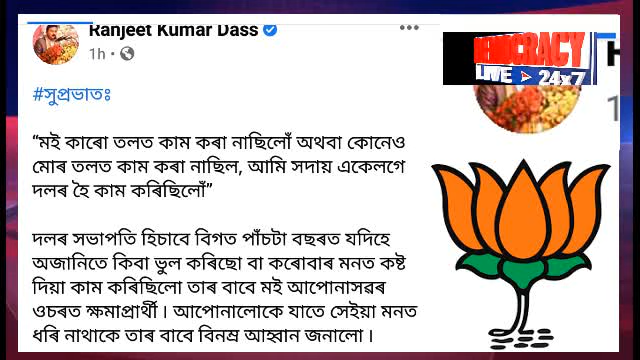 Ranjeet Kumar Dass
1h
#সুপ্ৰভাতঃ
“মই কাৰো তলত কাম কৰা নাছিলোঁ অথবা কোনেও
মোৰ তলত কাম কৰা নাছিল, আমি সদায় একেলগে
দলৰ হৈ কাম কৰিছিলোঁ”
দলৰ সভাপতি হিচাবে বিগত পাঁচটা বছৰত যদিহে
অজানিতে কিবা ভুল কৰিছো বা কৰোবাৰ মনত কষ্ট
দিয়া কাম কৰিছিলো তাৰ বাবে মই আপোনাসৱৰ
ওচৰত ক্ষমাপ্ৰাৰ্থী । আপোনালোকে যাতে সেইয়া মনত
ধৰি নাথাকে তাৰ বাবে বিনম্ৰ আহ্বান জনালো ।
DEMOCRACY
LIVE 24x7